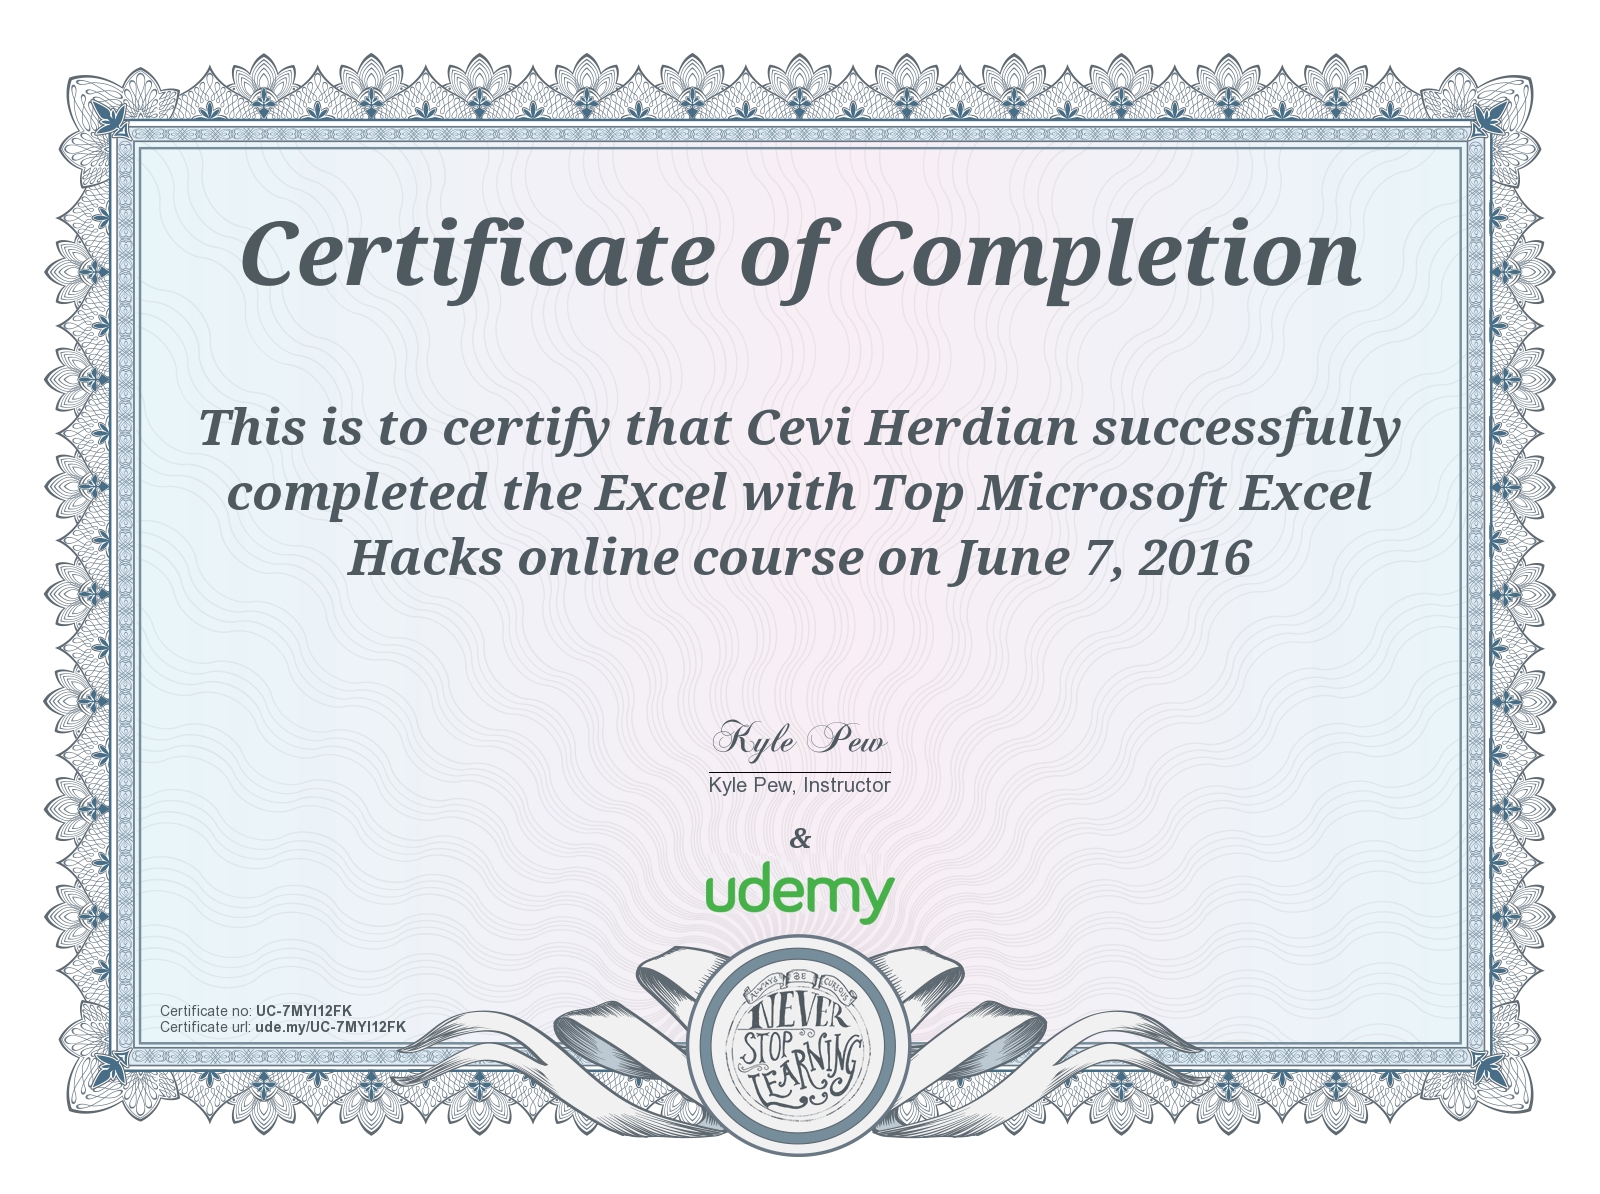 Certificate of Completion
This is to certify that Cevi Herdian successfully
completed the Excel with Top Microsoft Excel
Hacks online course on June 7, 2016
Kyle Pew
Kyle Pew, Instructor
&
udemy
Certificate no: UC-7MYI12FK
Certificate url: ude.my/UC-7MYI12FK
ALWAYS BE CURIOUS
NEVER
STOP
LEARNING